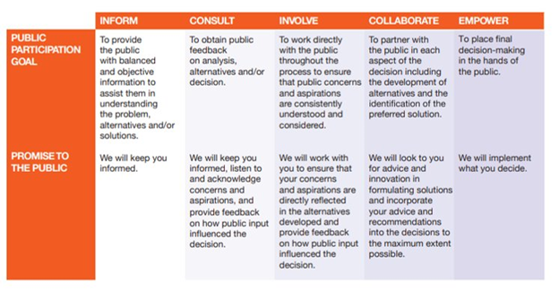 INFORM
CONSULT
INVOLVE
COLLABORATE
EMPOWER
PUBLIC
PARTICIPATION
GOAL
To provide
the public
with balanced
and objective
information to
assist them in
understanding
the problem,
alternatives and/or
solutions.
To obtain public
feedback
on analysis,
alternatives and/or
decision.
To work directly
with the public
throughout the
process to ensure
that public concerns
and aspirations
are consistently
understood and
considered.
To partner with
the public in each
aspect of the
decision including
the development of
alternatives and the
identification of the
preferred solution.
To place final
decision-making
in the hands of
the public.
PROMISE TO
THE PUBLIC
We will keep you
informed.
We will keep you
informed, listen to
and acknowledge
concerns and
aspirations, and
provide feedback
on how public input
influenced the
decision.
We will work with
you to ensure that
your concerns
and aspirations are
directly reflected
in the alternatives
developed and
provide feedback
on how public input
influenced the
decision.
We will look to you
for advice and
innovation in
formulating solutions
and incorporate
your advice and
recommendations
into the decisions to
the maximum extent
possible.
We will implement
what you decide.